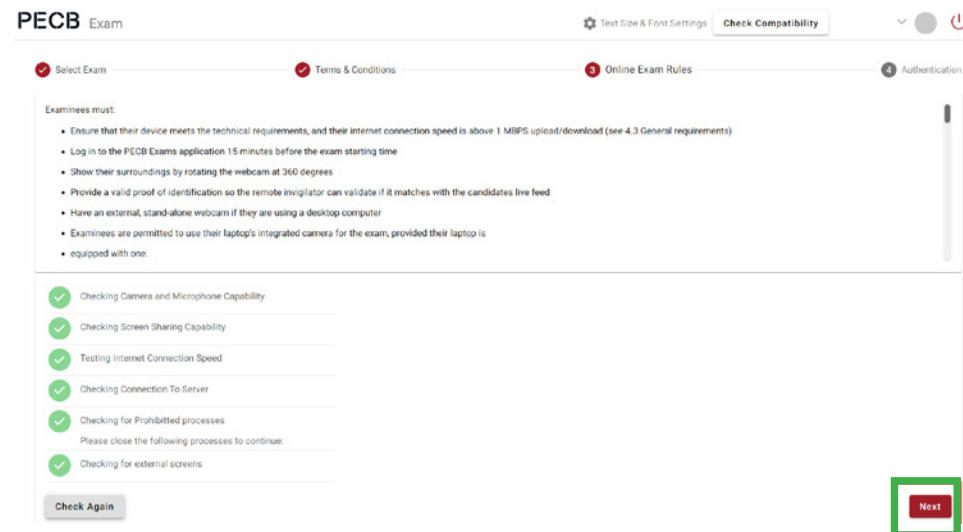 PECB Exam
Text Size & Font Settings
Check Compatibility
Select Exam
Terms & Conditions
3 Online Exam Rules
4 Authentication
Examinees must:
• Ensure that their device meets the technical requirements, and their internet connection speed is above 1 MBPS upload/download (see 4.3 General requirements)
• Log in to the PECB Exams application 15 minutes before the exam starting time
• Show their surroundings by rotating the webcam at 360 degrees
• Provide a valid proof of identification so the remote invigilator can validate if it matches with the candidates live feed
• Have an external, stand-alone webcam if they are using a desktop computer
• Examinees are permitted to use their laptop's integrated camera for the exam, provided their laptop is
• equipped with one.
Checking Camera and Microphone Capability
Checking Screen Sharing Capability
Testing Internet Connection Speed
Checking Connection To Server
Checking for Prohibitted processes
Please close the following processes to continue:
Checking for external screens
Check Again
Next